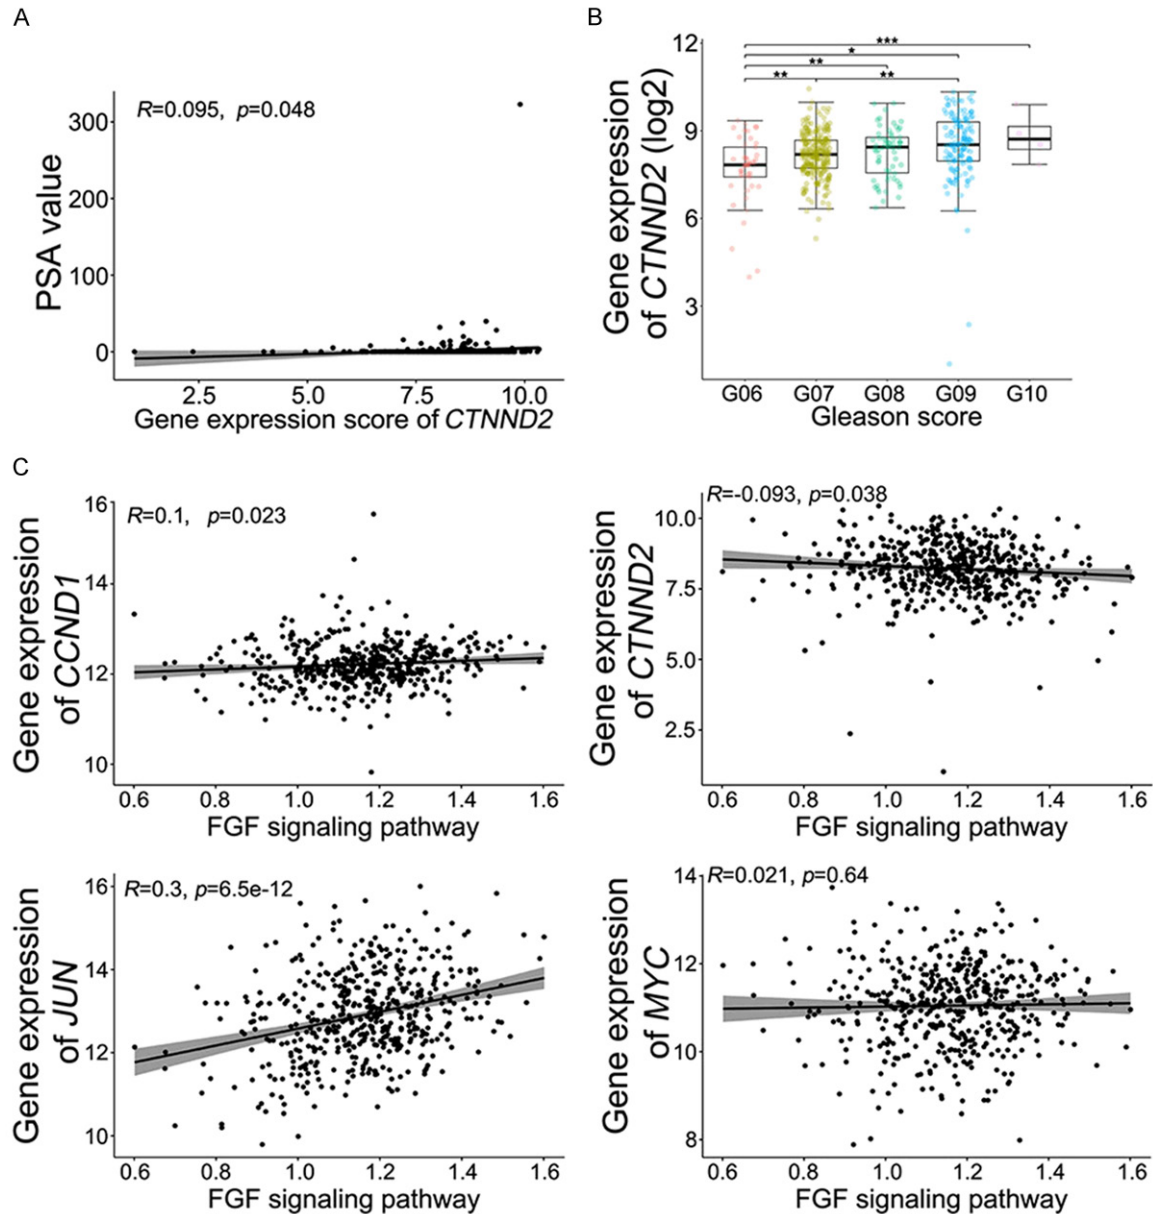 A
R=0.095, p=0.048
PSA value
300
200
100
0
2.5 5.0 7.5 10.0
Gene expression score of CTNND2
B
Gene expression
of CTNND2 (log2)
12
9
6
3
***
*
**
** **
G06 G07 G08 G09 G10
Gleason score
C
R=0.1, p=0.023
Gene expression
of CCND1
16
14
12
10
0.6 0.8 1.0 1.2 1.4 1.6
FGF signaling pathway
R=-0.093, p=0.038
Gene expression
of CTNND2
10.0
7.5
5.0
2.5
0.6 0.8 1.0 1.2 1.4 1.6
FGF signaling pathway
R=0.3, p=6.5e-12
Gene expression
of JUN
16
14
12
10
0.6 0.8 1.0 1.2 1.4 1.6
FGF signaling pathway
R=0.021, p=0.64
Gene expression
of MYC
14
12
10
8
0.6 0.8 1.0 1.2 1.4 1.6
FGF signaling pathway